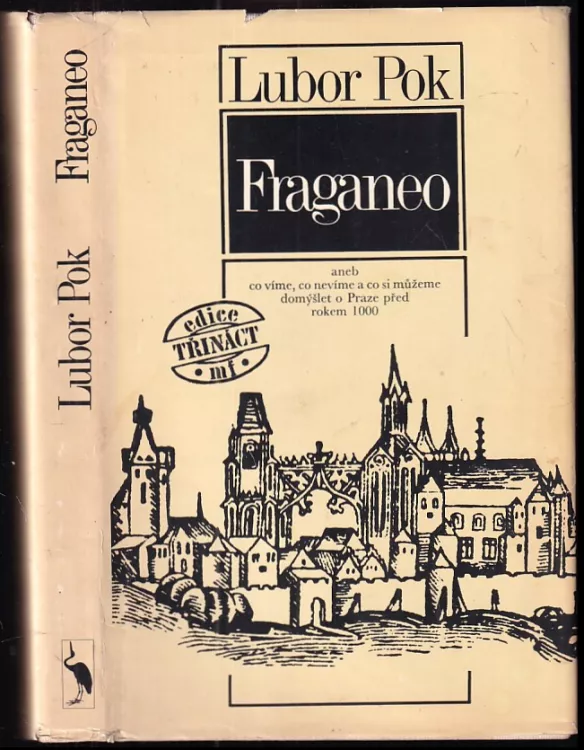 Lubor Pok
Fraganeo
Lubor Pok
Fraganeo
aneb
co víme, co nevíme a co si můžeme
domýšlet o Praze před
rokem 1000
edice
TŘINÁCT
• mf •